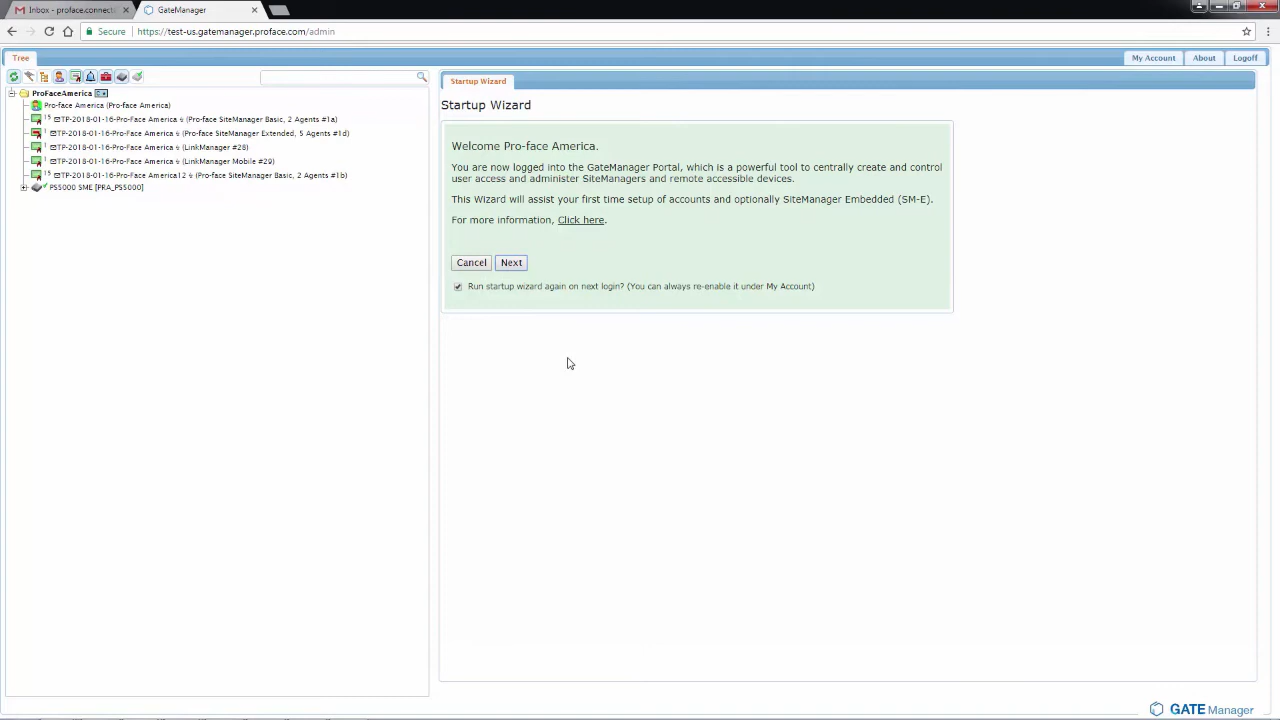 Inbox - proface.connecti
GateManager
Secure
https://test-us.gatemanager.proface.com/admin
Tree
My Account
About
Logoff
ProFaceAmerica
Pro-face America (Pro-face America)
15 TP-2018-01-16-Pro-Face America (Pro-face SiteManager Basic, 2 Agents #1a)
1 TP-2018-01-16-Pro-Face America (Pro-face SiteManager Extended, 5 Agents #1d)
1 TP-2018-01-16-Pro-Face America (LinkManager #28)
1 TP-2018-01-16-Pro-Face America (LinkManager Mobile #29)
15 TP-2018-01-16-Pro-Face America12 (Pro-face SiteManager Basic, 2 Agents #1b)
PS5000 SME [PRA_PS5000]
Startup Wizard
Startup Wizard
Welcome Pro-face America.
You are now logged into the GateManager Portal, which is a powerful tool to centrally create and control
user access and administer SiteManagers and remote accessible devices.
This Wizard will assist your first time setup of accounts and optionally SiteManager Embedded (SM-E).
For more information, Click here.
Cancel
Next
Run startup wizard again on next login? (You can always re-enable it under My Account)
GATE Manager